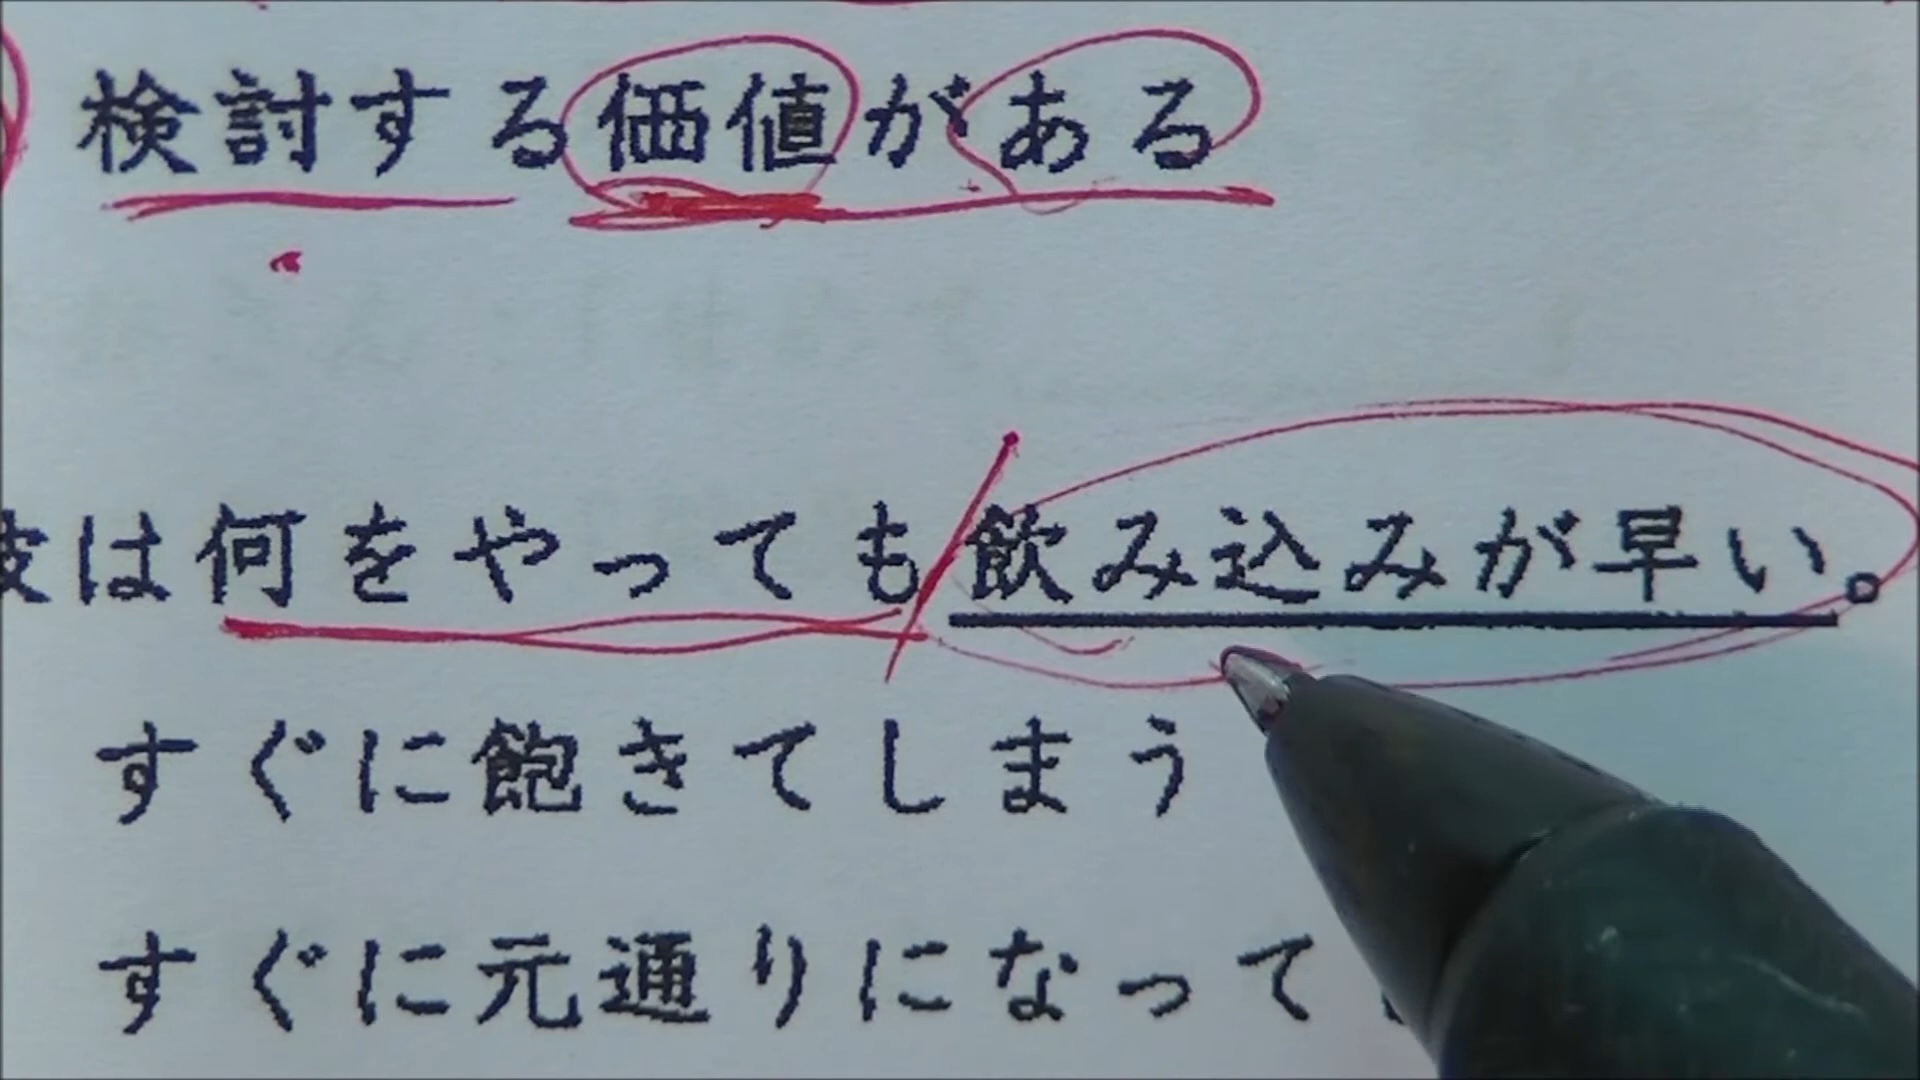 検討する価値がある
彼は何をやっても飲み込みが早い。
すぐに飽きてしまう
すぐに元通りになって